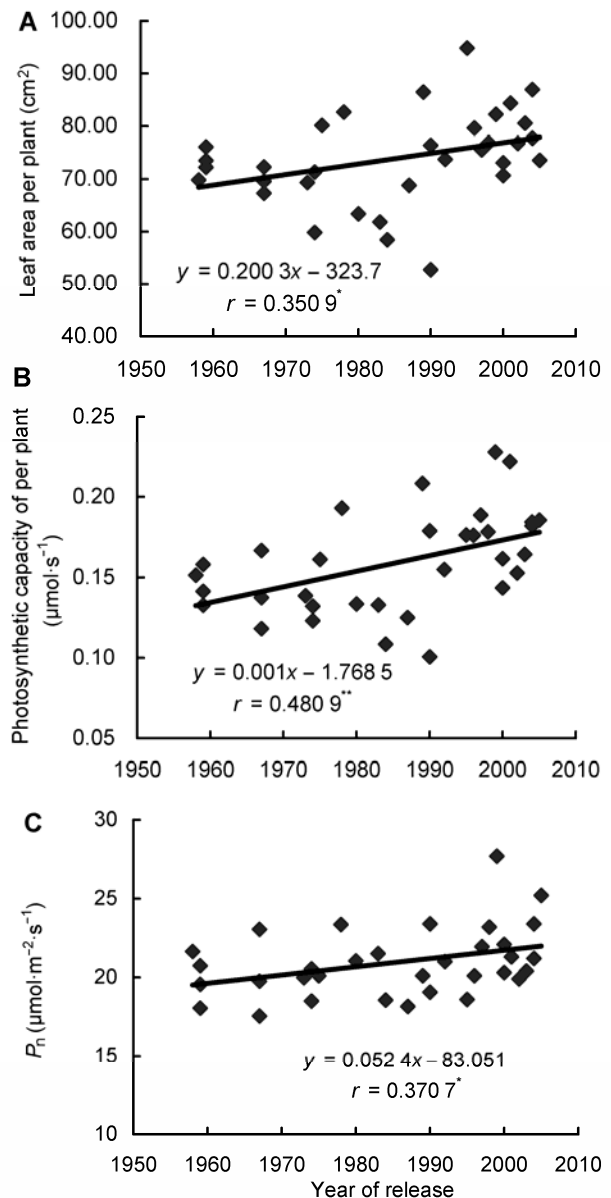 A
Leaf area per plant (cm²)
100.00
90.00
80.00
70.00
60.00
50.00
40.00
y = 0.200 3x – 323.7
r = 0.350 9*
1950 1960 1970 1980 1990 2000 2010
B
Photosynthetic capacity of per plant
(μmol·s⁻¹)
0.25
0.20
0.15
0.10
0.05
y = 0.001x – 1.768 5
r = 0.480 9**
1950 1960 1970 1980 1990 2000 2010
C
Pn (μmol·m⁻²·s⁻¹)
30
25
20
15
10
y = 0.052 4x – 83.051
r = 0.370 7*
1950 1960 1970 1980 1990 2000 2010
Year of release